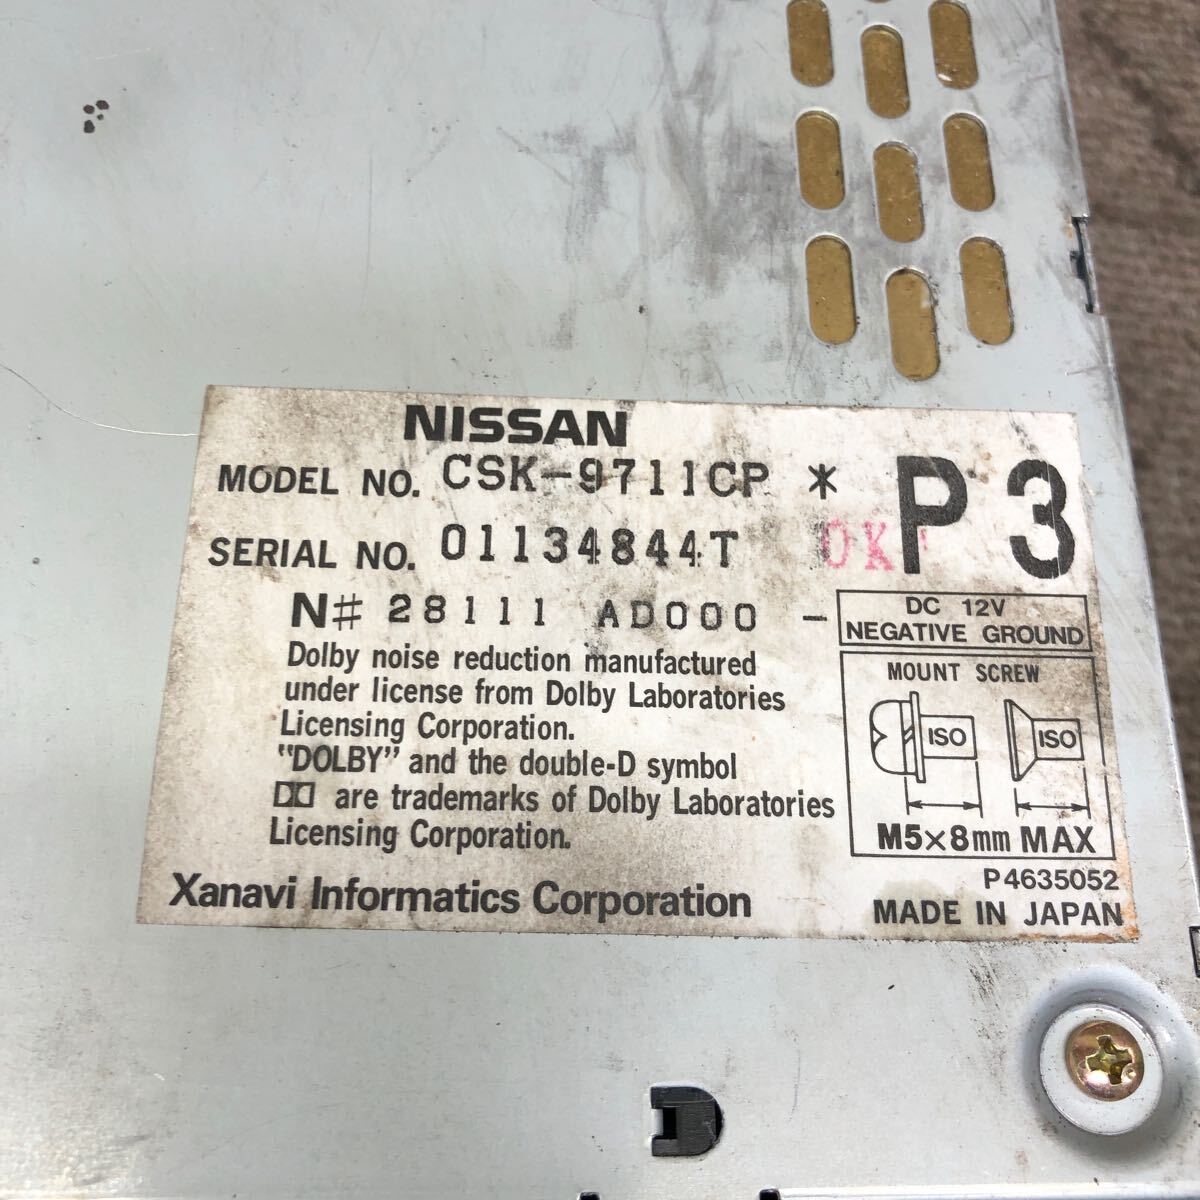 NISSAN
MODEL NO. CSK-9711CP * P3
SERIAL NO. 01134844T OK
N# 28111 AD000 -
DC 12V
NEGATIVE GROUND
Dolby noise reduction manufactured
under license from Dolby Laboratories
Licensing Corporation.
"DOLBY" and the double-D symbol
are trademarks of Dolby Laboratories
Licensing Corporation.
MOUNT SCREW
ISO ISO
M5×8mm MAX
P4635052
Xanavi Informatics Corporation
MADE IN JAPAN